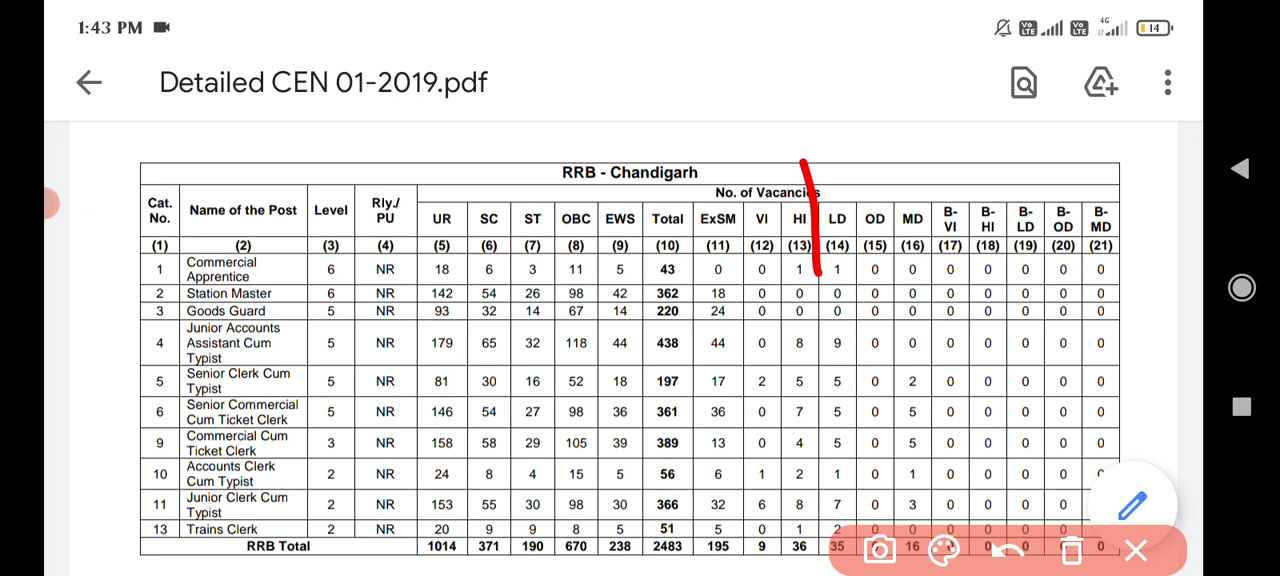 1:43 PM
Vo LTE Vo LTE 4G 14
Detailed CEN 01-2019.pdf
RRB - Chandigarh
Cat. No. Name of the Post Level Rly./ PU No. of Vacancies
UR SC ST OBC EWS Total ExSM VI HI LD OD MD B-VI B-HI B-LD B-OD B-MD
(1) (2) (3) (4) (5) (6) (7) (8) (9) (10) (11) (12) (13) (14) (15) (16) (17) (18) (19) (20) (21)
1 Commercial Apprentice 6 NR 18 6 3 11 5 43 0 0 1 1 0 0 0 0 0 0 0
2 Station Master 6 NR 142 54 26 98 42 362 18 0 0 0 0 0 0 0 0 0 0
3 Goods Guard 5 NR 93 32 14 67 14 220 24 0 0 0 0 0 0 0 0 0 0
4 Junior Accounts Assistant Cum Typist 5 NR 179 65 32 118 44 438 44 0 8 9 0 0 0 0 0 0 0
5 Senior Clerk Cum Typist 5 NR 81 30 16 52 18 197 17 2 5 5 0 2 0 0 0 0 0
6 Senior Commercial Cum Ticket Clerk 5 NR 146 54 27 98 36 361 36 0 7 5 0 5 0 0 0 0 0
9 Commercial Cum Ticket Clerk 3 NR 158 58 29 105 39 389 13 0 4 5 0 5 0 0 0 0 0
10 Accounts Clerk Cum Typist 2 NR 24 8 4 15 5 56 6 1 2 1 0 1 0 0 0 0
11 Junior Clerk Cum Typist 2 NR 153 55 30 98 30 366 32 6 8 7 0 3 0 0 0 0
13 Trains Clerk 2 NR 20 9 9 8 5 51 5 0 1 2 0 0 0 0 0 0 0
RRB Total 1014 371 190 670 238 2483 195 9 36 35 16 0 0 0